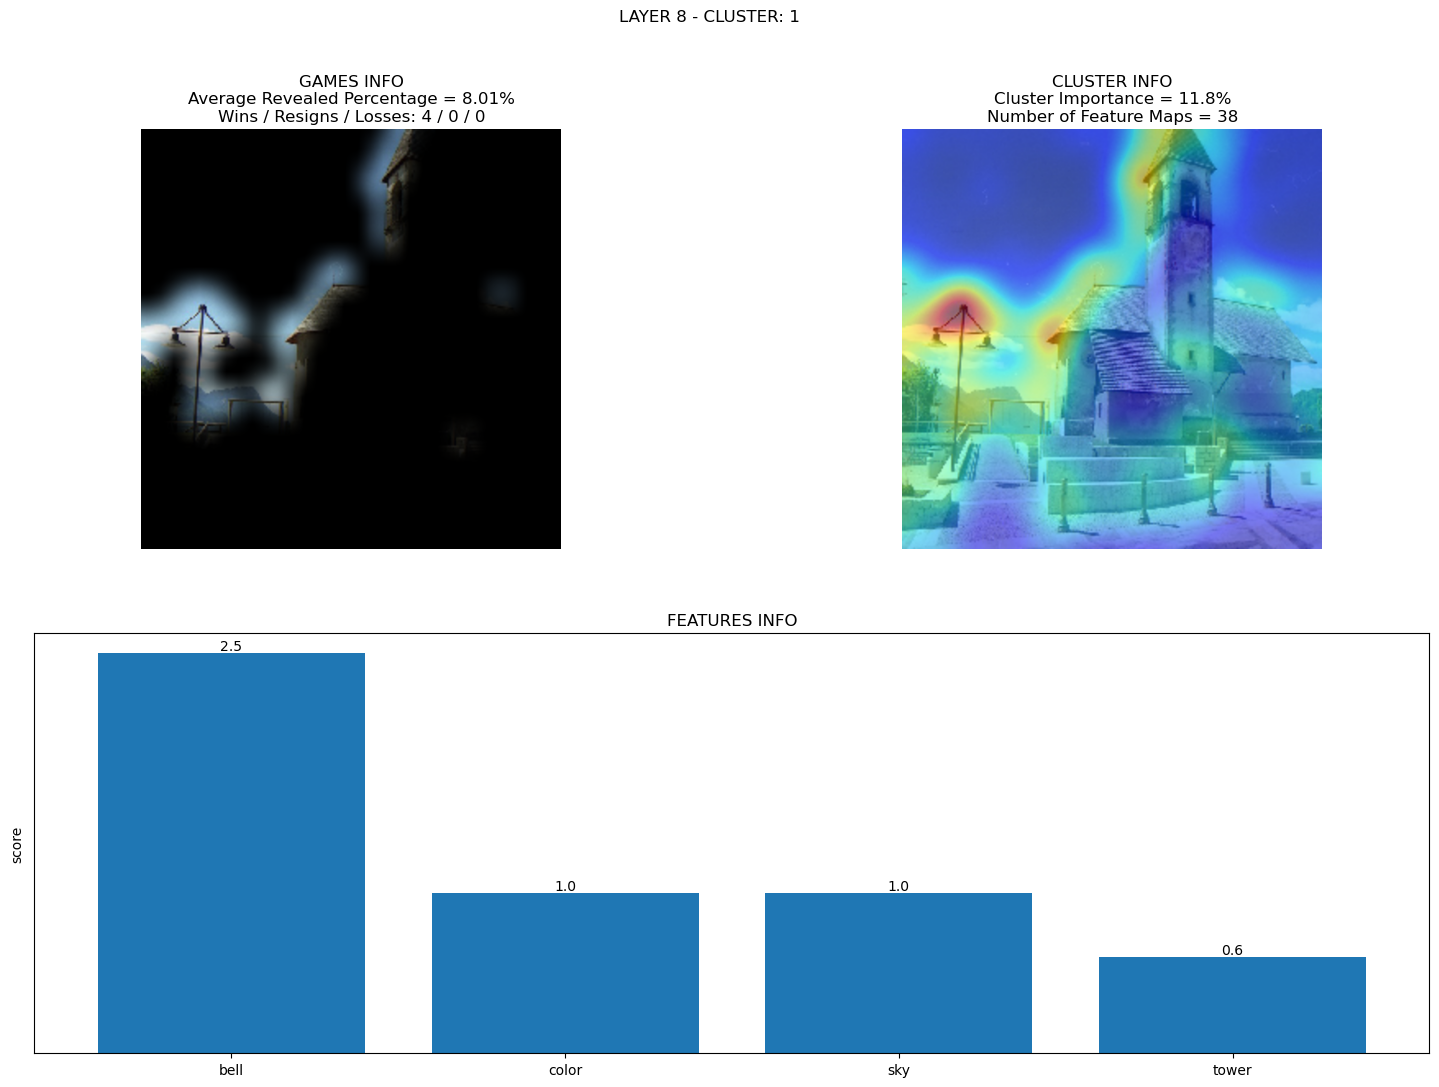 LAYER 8 - CLUSTER: 1
GAMES INFO
Average Revealed Percentage = 8.01%
Wins / Resigns / Losses: 4 / 0 / 0
CLUSTER INFO
Cluster Importance = 11.8%
Number of Feature Maps = 38
FEATURES INFO
score
2.5
1.0
1.0
0.6
bell
color
sky
tower